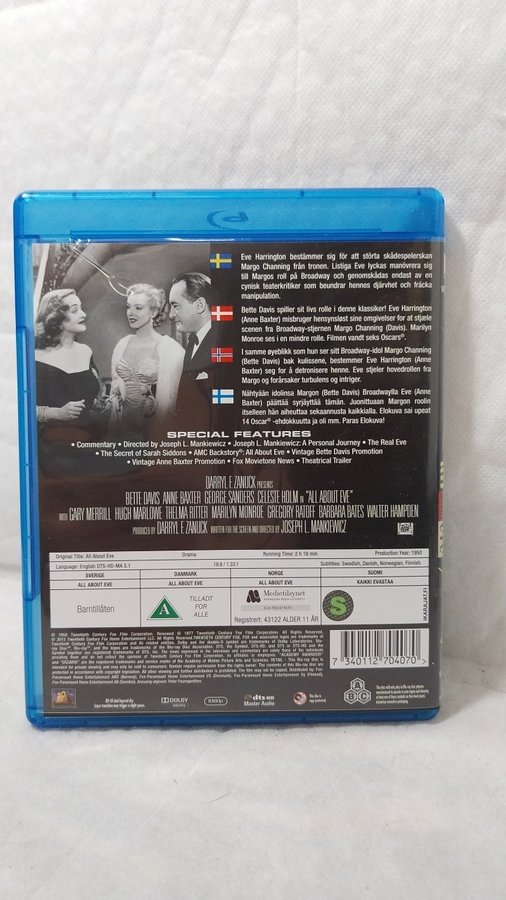 Eve Harrington bestämmer sig för att störta skådespelerskan
Margo Channing från tronen. Listiga Eve lyckas manövrera sig
till Margos roll på Broadway och genomskådas endast av en
cynisk teaterkritiker som beundrar hennes djärvhet och fräcka
manipulation.
Bette Davis spiller sit livs rolle i denne klassiker! Eve Harrington
(Anne Baxter) misbruger hensynsløst sine omgivelser for at stjæle
scenen fra Broadway-stjernen Margo Channing (Davis). Marilyn
Monroe ses i en mindre rolle. Filmen vandt seks Oscars®.
I samme øyeblikk som hun ser sitt Broadway-idol Margo Channing
(Bette Davis) bak kulissene, bestemmer Eve Harrington (Anne
Baxter) seg for å detronisere henne. Eve stjeler hovedrollen fra
Margo og forårsaker turbulens og intriger.
Nähtyään idolinsa Margon (Bette Davis) Broadwaylla Eve (Anne
Baxter) päättää syrjäyttää tämän. Juonittuaan Margon roolin
itselleen hän aiheuttaa sekaannusta kaikkialla. Elokuva sai upeat
14 Oscar® -ehdokkuutta ja oli mm. Paras Elokuva!
SPECIAL FEATURES
• Commentary • Directed by Joseph L. Mankiewicz • Joseph L. Mankiewicz: A Personal Journey • The Real Eve
• The Secret of Sarah Siddons • AMC Backstory®: All About Eve • Vintage Bette Davis Promotion
• Vintage Anne Baxter Promotion • Fox Movietone News • Theatrical Trailer
DARRYL F. ZANUCK PRESENTS
BETTE DAVIS ANNE BAXTER GEORGE SANDERS CELESTE HOLM IN "ALL ABOUT EVE"
WITH GARY MERRILL HUGH MARLOWE THELMA RITTER MARILYN MONROE GREGORY RATOFF BARBARA BATES WALTER HAMPDEN
PRODUCED BY DARRYL F. ZANUCK WRITTEN FOR THE SCREEN AND DIRECTED BY JOSEPH L. MANKIEWICZ
FOX
Original Title: All About Eve Drama Running Time: 2 h 18 min Production Year: 1950
Language: English DTS-HD-MA 5.1 16:9 / 1.33:1 Subtitles: Swedish, Danish, Norwegian, Finnish.
SVERIGE DANMARK NORGE SUOMI
ALL ABOUT EVE ALL ABOUT EVE ALL ABOUT EVE KAIKKI EVASTAA
Barntillåten
A
TILLADT
FOR
ALLE
Medietilsynet
Registrert: 43122 ALDER 11 ÅR
S
IKARAJAT.FI
7 340112 704070
DOLBY
DIGITAL
1080p
dts-HD
Master Audio
ABC